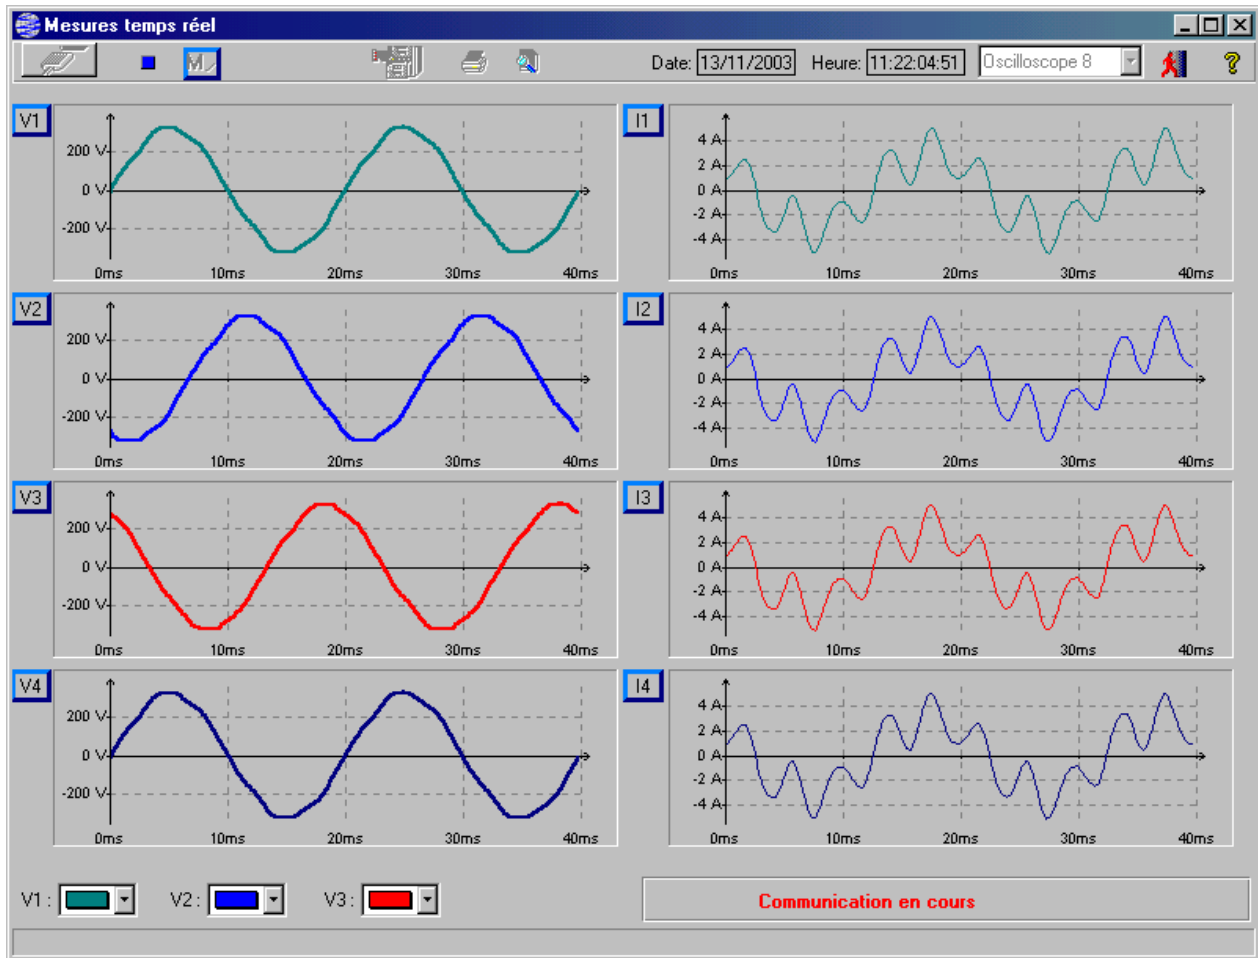 Mesures temps réel
M
Date: 13/11/2003 Heure: 11:22:04:51 Oscilloscope 8 ?
V1
200 V
0 V
-200 V
0ms 10ms 20ms 30ms 40ms
I1
4 A
2 A
0 A
-2 A
-4 A
0ms 10ms 20ms 30ms 40ms
V2
200 V
0 V
-200 V
0ms 10ms 20ms 30ms 40ms
I2
4 A
2 A
0 A
-2 A
-4 A
0ms 10ms 20ms 30ms 40ms
V3
200 V
0 V
-200 V
0ms 10ms 20ms 30ms 40ms
I3
4 A
2 A
0 A
-2 A
-4 A
0ms 10ms 20ms 30ms 40ms
V4
200 V
0 V
-200 V
0ms 10ms 20ms 30ms 40ms
I4
4 A
2 A
0 A
-2 A
-4 A
0ms 10ms 20ms 30ms 40ms
V1 : V2 : V3 :
Communication en cours